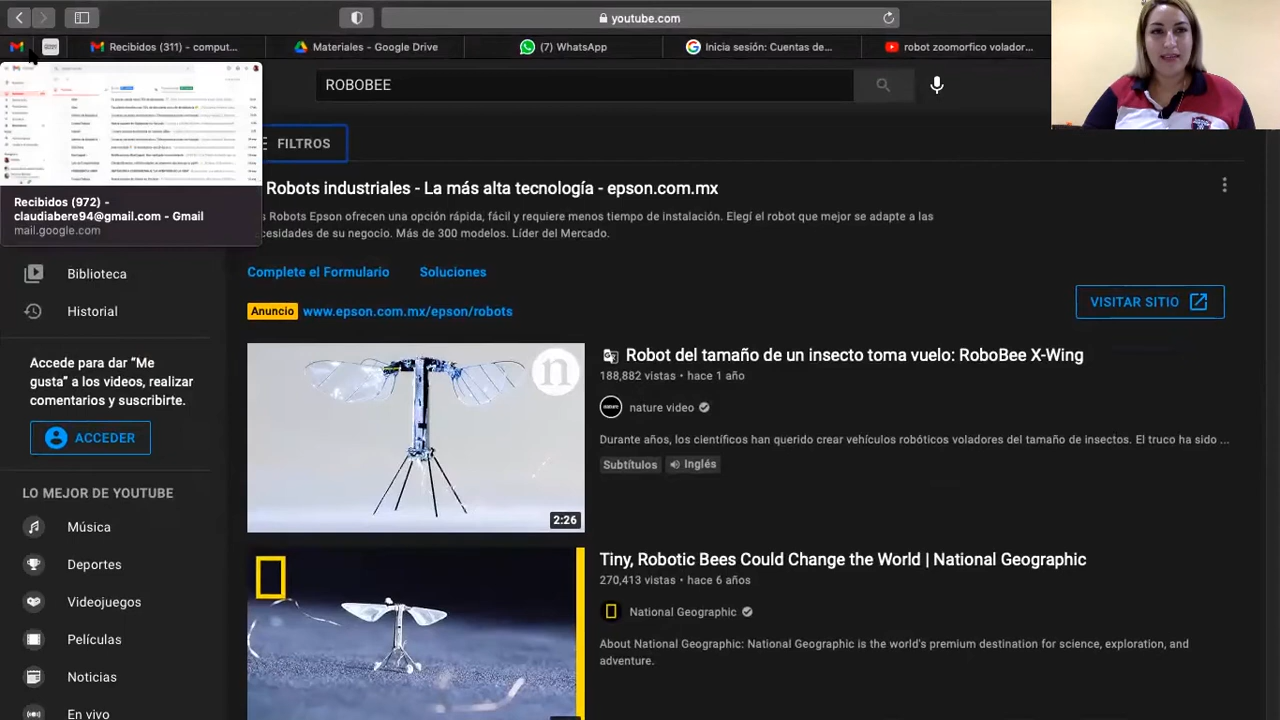 youtube.com
Recibidos (311) - comput...
Materiales - Google Drive
(7) WhatsApp
Inicia sesión: Cuentas de...
robot zoomorfico volador...
ROBOBEE
FILTROS
Recibidos (972) -
claudiabere94@gmail.com - Gmail
mail.google.com
Robots industriales - La más alta tecnología - epson.com.mx
s Robots Epson ofrecen una opción rápida, fácil y requiere menos tiempo de instalación. Elegí el robot que mejor se adapte a las
cesidades de su negocio. Más de 300 modelos. Líder del Mercado.
Complete el Formulario
Soluciones
Anuncio
www.epson.com.mx/epson/robots
VISITAR SITIO
Biblioteca
Historial
Accede para dar “Me
gusta” a los videos, realizar
comentarios y suscribirte.
ACCEDER
LO MEJOR DE YOUTUBE
Música
Deportes
Videojuegos
Películas
Noticias
En vivo
n
2:26
Robot del tamaño de un insecto toma vuelo: RoboBee X-Wing
188,882 vistas • hace 1 año
nature video
Durante años, los científicos han querido crear vehículos robóticos voladores del tamaño de insectos. El truco ha sido ...
Subtítulos
Inglés
Tiny, Robotic Bees Could Change the World | National Geographic
270,413 vistas • hace 6 años
National Geographic
About National Geographic: National Geographic is the world's premium destination for science, exploration, and
adventure.